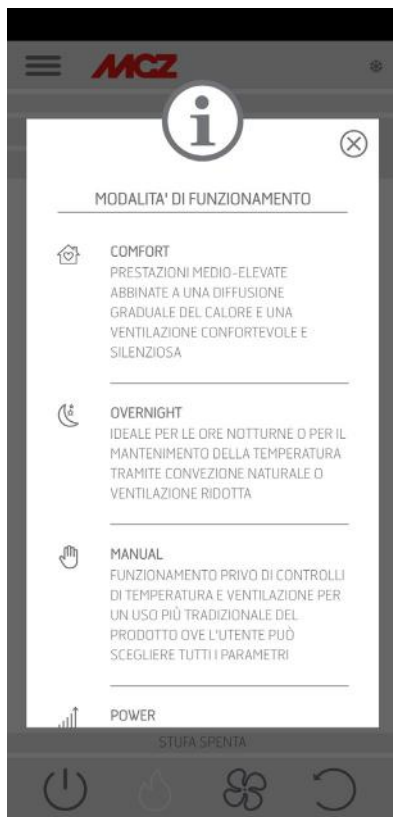 MCZ
MODALITA' DI FUNZIONAMENTO
COMFORT
PRESTAZIONI MEDIO-ELEVATE
ABBINATE A UNA DIFFUSIONE
GRADUALE DEL CALORE E UNA
VENTILAZIONE CONFORTEVOLE E
SILENZIOSA
OVERNIGHT
IDEALE PER LE ORE NOTTURNE O PER IL
MANTENIMENTO DELLA TEMPERATURA
TRAMITE CONVEZIONE NATURALE O
VENTILAZIONE RIDOTTA
MANUAL
FUNZIONAMENTO PRIVO DI CONTROLLI
DI TEMPERATURA E VENTILAZIONE PER
UN USO PIÙ TRADIZIONALE DEL
PRODOTTO OVE L'UTENTE PUÒ
SCEGLIERE TUTTI I PARAMETRI
POWER
STUFA SPENTA